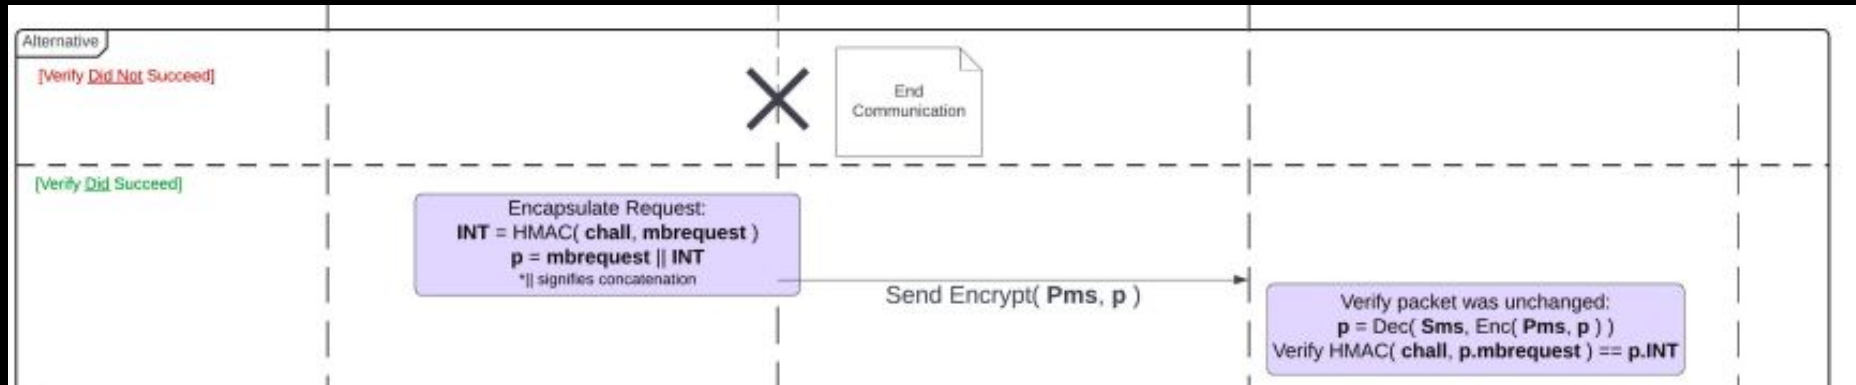 Alternative
[Verify Did Not Succeed]
End
Communication
[Verify Did Succeed]
Encapsulate Request:
INT = HMAC( chall, mbrequest )
p = mbrequest || INT
*|| signifies concatenation
Send Encrypt( Pms, p )
Verify packet was unchanged:
p = Dec( Sms, Enc( Pms, p ) )
Verify HMAC( chall, p.mbrequest ) == p.INT